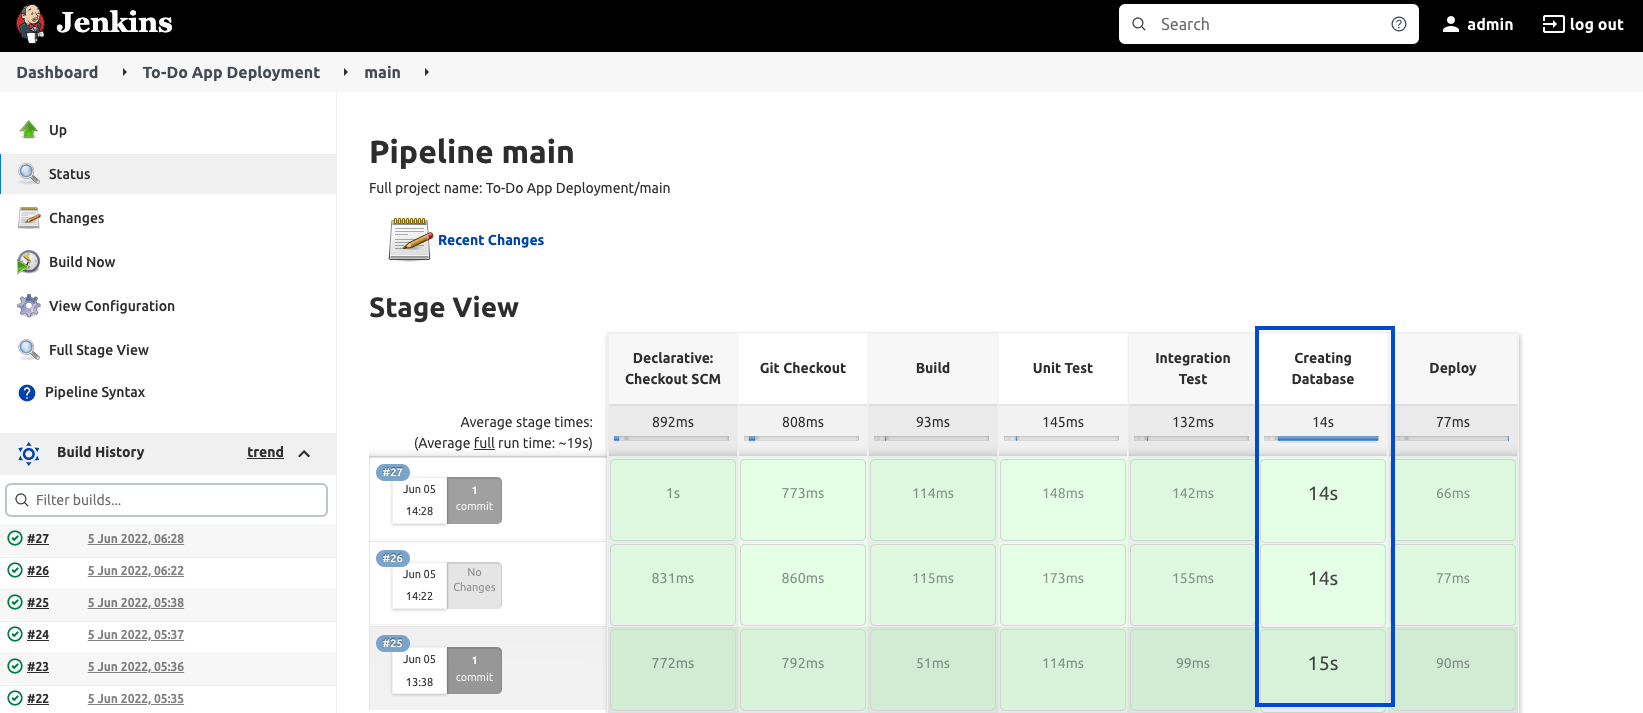 Jenkins
Search
admin
log out
Dashboard
To-Do App Deployment
main
Up
Status
Changes
Build Now
View Configuration
Full Stage View
Pipeline Syntax
Build History
trend
Filter builds...
#27 5 Jun 2022, 06:28
#26 5 Jun 2022, 06:22
#25 5 Jun 2022, 05:38
#24 5 Jun 2022, 05:37
#23 5 Jun 2022, 05:36
#22 5 Jun 2022, 05:35
Pipeline main
Full project name: To-Do App Deployment/main
Recent Changes
Stage View
Declarative:
Checkout SCM
Git Checkout
Build
Unit Test
Integration
Test
Creating
Database
Deploy
Average stage times:
(Average full run time: ~19s)
892ms 808ms 93ms 145ms 132ms 14s 77ms
#27
Jun 05
14:28
1
commit
1s 773ms 114ms 148ms 142ms 14s 66ms
#26
Jun 05
14:22
No
Changes
831ms 860ms 115ms 173ms 155ms 14s 77ms
#25
Jun 05
13:38
1
commit
772ms 792ms 51ms 114ms 99ms 15s 90ms